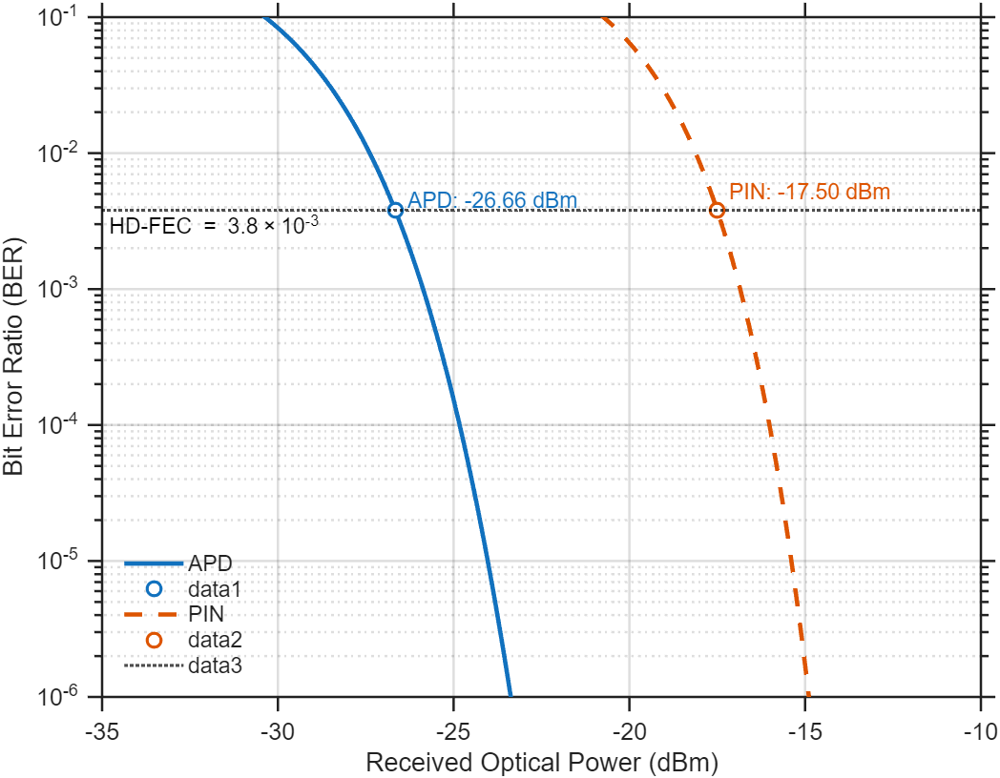 10^-1
10^-2
10^-3
10^-4
10^-5
10^-6
Bit Error Ratio (BER)
APD: -26.66 dBm
PIN: -17.50 dBm
HD-FEC = 3.8 × 10^-3
APD
data1
PIN
data2
data3
-35 -30 -25 -20 -15 -10
Received Optical Power (dBm)